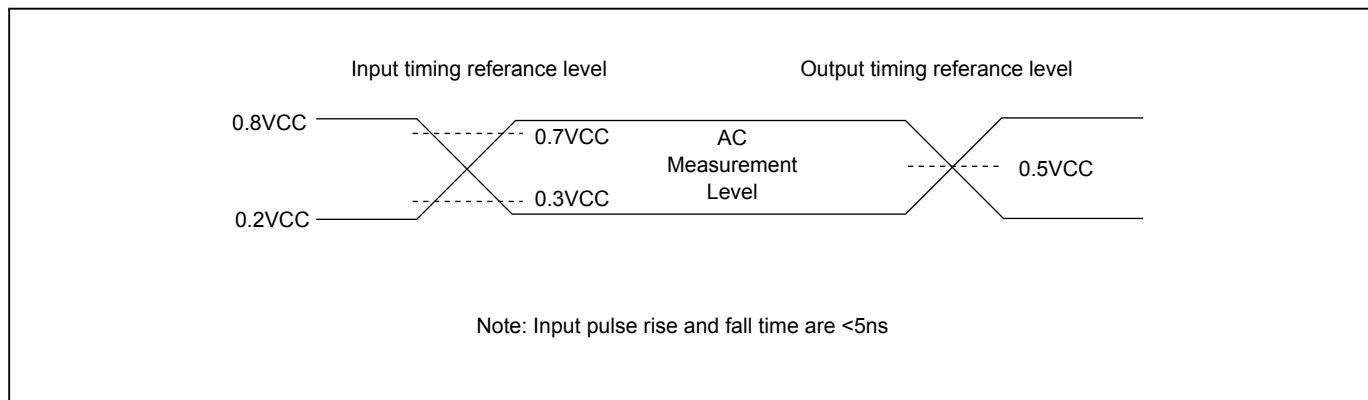 Input timing referance level
Output timing referance level
0.8VCC
0.7VCC
AC
Measurement
Level
0.5VCC
0.3VCC
0.2VCC
Note: Input pulse rise and fall time are <5ns